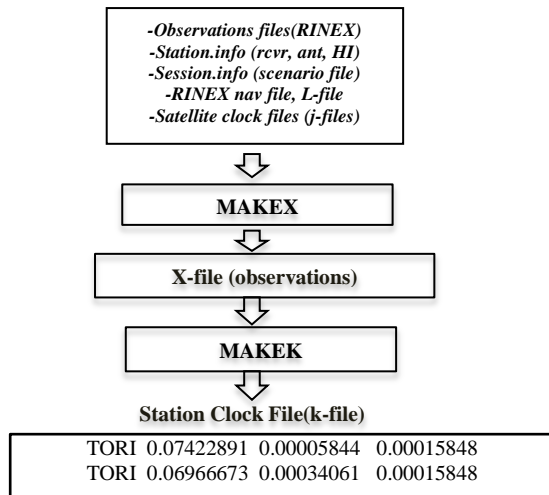 -Observations files(RINEX)
-Station.info (rcvr, ant, HI)
-Session.info (scenario file)
-RINEX nav file, L-file
-Satellite clock files (j-files)
MAKEX
X-file (observations)
MAKEK
Station Clock File(k-file)
TORI 0.07422891 0.00005844 0.00015848
TORI 0.06966673 0.00034061 0.00015848